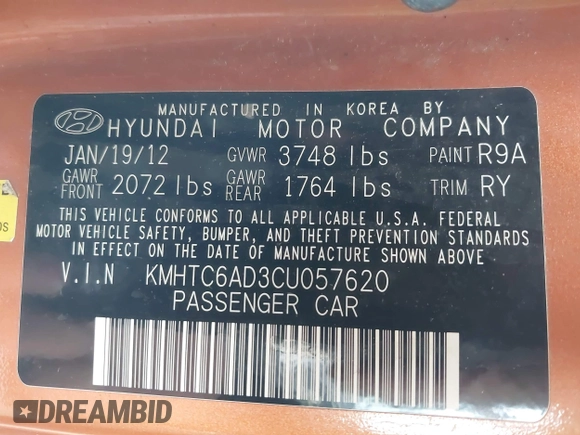 MANUFACTURED IN KOREA BY
HYUNDAI MOTOR COMPANY
JAN/19/12 GVWR 3748 lbs PAINT R9A
GAWR FRONT 2072 lbs GAWR REAR 1764 lbs TRIM RY
THIS VEHICLE CONFORMS TO ALL APPLICABLE U.S.A. FEDERAL
MOTOR VEHICLE SAFETY, BUMPER, AND THEFT PREVENTION STANDARDS
IN EFFECT ON THE DATE OF MANUFACTURE SHOWN ABOVE.
V.I.N KMHTC6AD3CU057620
PASSENGER CAR
DREAMBID